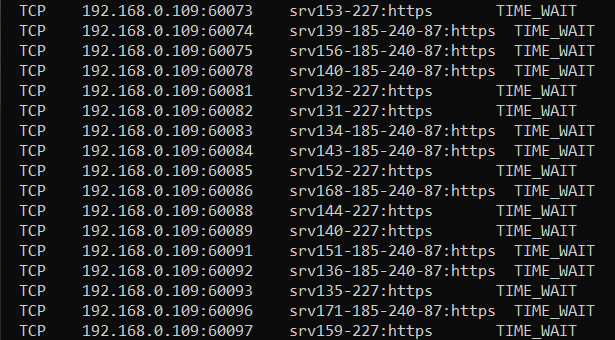 TCP 192.168.0.109:60073 srv153-227:https TIME_WAIT
TCP 192.168.0.109:60074 srv139-185-240-87:https TIME_WAIT
TCP 192.168.0.109:60075 srv156-185-240-87:https TIME_WAIT
TCP 192.168.0.109:60078 srv140-185-240-87:https TIME_WAIT
TCP 192.168.0.109:60081 srv132-227:https TIME_WAIT
TCP 192.168.0.109:60082 srv131-227:https TIME_WAIT
TCP 192.168.0.109:60083 srv134-185-240-87:https TIME_WAIT
TCP 192.168.0.109:60084 srv143-185-240-87:https TIME_WAIT
TCP 192.168.0.109:60085 srv152-227:https TIME_WAIT
TCP 192.168.0.109:60086 srv168-185-240-87:https TIME_WAIT
TCP 192.168.0.109:60088 srv144-227:https TIME_WAIT
TCP 192.168.0.109:60089 srv140-227:https TIME_WAIT
TCP 192.168.0.109:60091 srv151-185-240-87:https TIME_WAIT
TCP 192.168.0.109:60092 srv136-185-240-87:https TIME_WAIT
TCP 192.168.0.109:60093 srv135-227:https TIME_WAIT
TCP 192.168.0.109:60096 srv171-185-240-87:https TIME_WAIT
TCP 192.168.0.109:60097 srv159-227:https TIME_WAIT